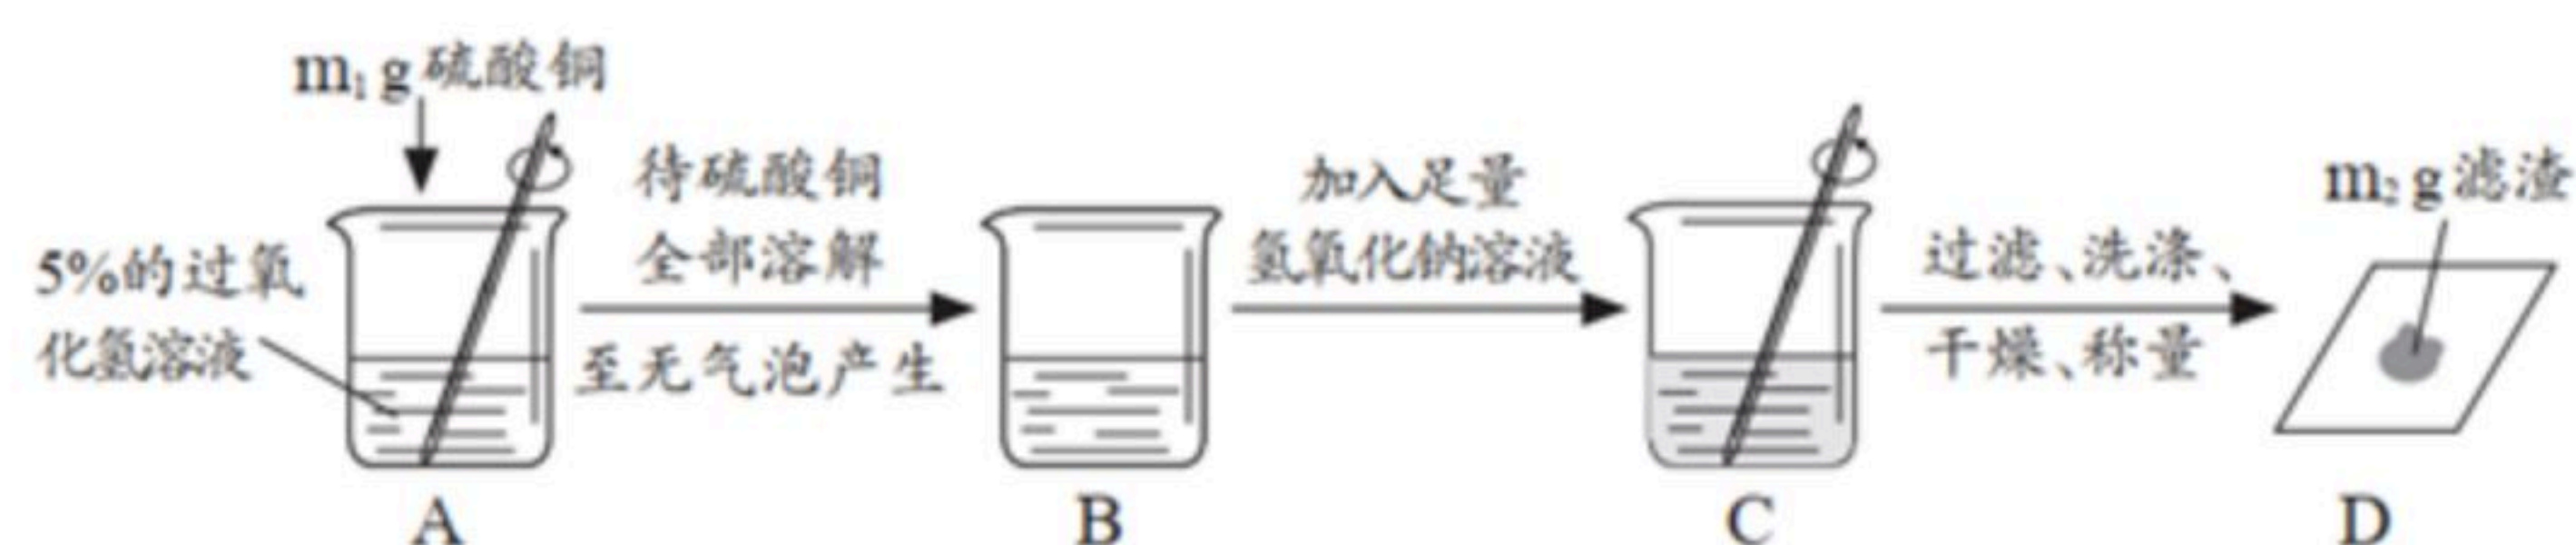 m₁ g硫酸铜
5%的过氧
化氢溶液
待硫酸铜
全部溶解
至无气泡产生
加入足量
氢氧化钠溶液
过滤、洗涤、
干燥、称量
m₂ g滤渣
A
B
C
D